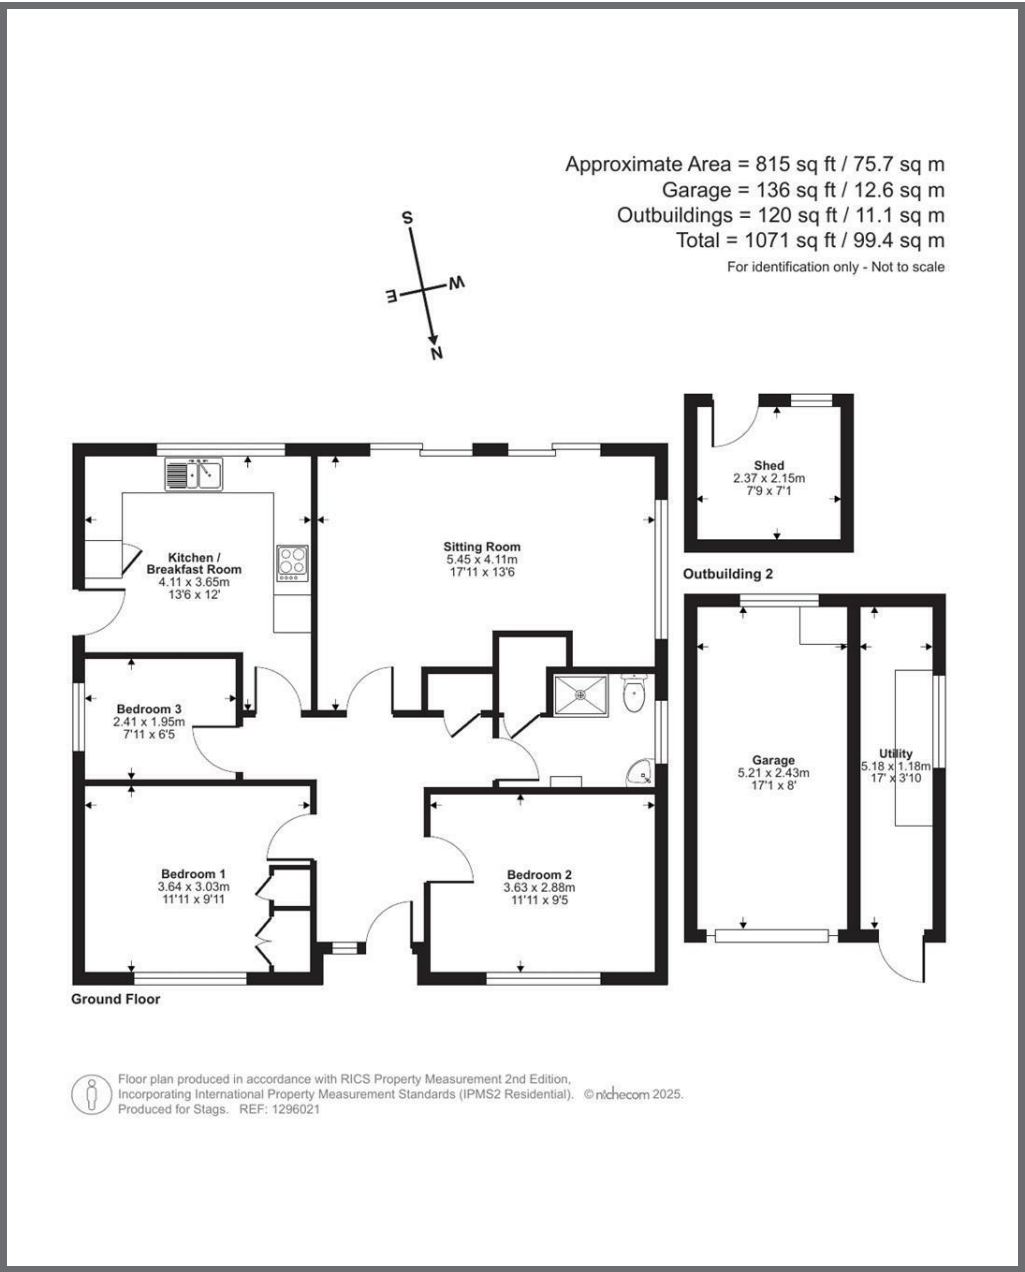 Approximate Area = 815 sq ft / 75.7 sq m
Garage = 136 sq ft / 12.6 sq m
Outbuildings = 120 sq ft / 11.1 sq m
Total = 1071 sq ft / 99.4 sq m
For identification only - Not to scale
S
W
E
N
Shed
2.37 x 2.15m
7'9 x 7'1
Outbuilding 2
Kitchen /
Breakfast Room
4.11 x 3.65m
13'6 x 12'
Sitting Room
5.45 x 4.11m
17'11 x 13'6
Bedroom 3
2.41 x 1.95m
7'11 x 6'5
Garage
5.21 x 2.43m
17'1 x 8'
Utility
5.18 x 1.18m
17' x 3'10
Bedroom 1
3.64 x 3.03m
11'11 x 9'11
Bedroom 2
3.63 x 2.88m
11'11 x 9'5
Ground Floor
Floor plan produced in accordance with RICS Property Measurement 2nd Edition,
Incorporating International Property Measurement Standards (IPMS2 Residential). © nichecom 2025.
Produced for Stags. REF: 1296021